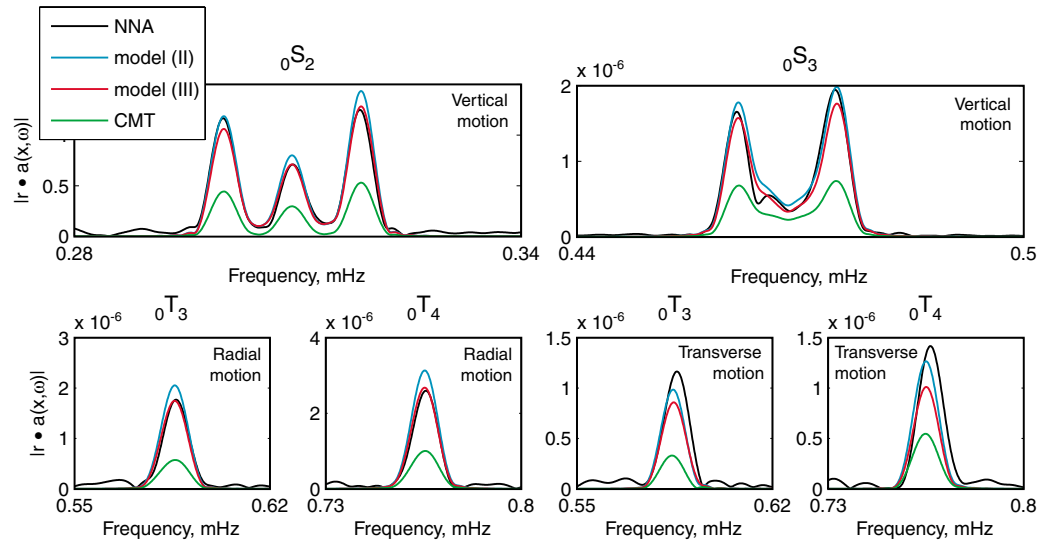 NNA
model (II)
model (III)
CMT
₀S₂
Vertical motion
|r • a(x,ω)|
0.5
0
0.28
0.34
Frequency, mHz
₀S₃
x 10⁻⁶
Vertical motion
2
1
0
0.44
0.5
Frequency, mHz
₀T₃
x 10⁻⁶
Radial motion
|r • a(x,ω)|
3
2
1
0
0.55
0.62
Frequency, mHz
₀T₄
x 10⁻⁶
Radial motion
4
2
0
0.73
0.8
Frequency, mHz
₀T₃
x 10⁻⁶
Transverse motion
1.5
1
0.5
0
0.55
0.62
Frequency, mHz
₀T₄
x 10⁻⁶
Transverse motion
1.5
1
0.5
0
0.73
0.8
Frequency, mHz